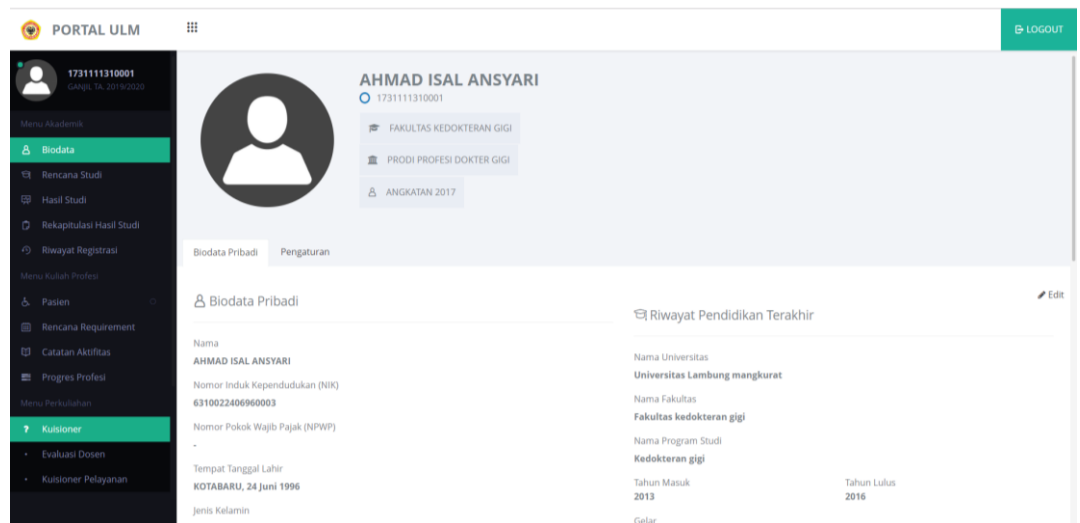 PORTAL ULM
LOGOUT
1731111310001
GANJIL TA. 2019/2020
Menu Akademik
Biodata
Rencana Studi
Hasil Studi
Rekapitulasi Hasil Studi
Riwayat Registrasi
Menu Kuliah Profesi
Pasien
Rencana Requirement
Catatan Aktifitas
Progres Profesi
Menu Perkuliahan
Kuisioner
Evaluasi Dosen
Kuisioner Pelayanan
AHMAD ISAL ANSYARI
1731111310001
FAKULTAS KEDOKTERAN GIGI
PRODI PROFESI DOKTER GIGI
ANGKATAN 2017
Biodata Pribadi Pengaturan
Edit
Biodata Pribadi
Nama
AHMAD ISAL ANSYARI
Nomor Induk Kependudukan (NIK)
6310022406960003
Nomor Pokok Wajib Pajak (NPWP)
-
Tempat Tanggal Lahir
KOTABARU, 24 Juni 1996
Jenis Kelamin
Riwayat Pendidikan Terakhir
Nama Universitas
Universitas Lambung mangkurat
Nama Fakultas
Fakultas kedokteran gigi
Nama Program Studi
Kedokteran gigi
Tahun Masuk Tahun Lulus
2013 2016
Gelar